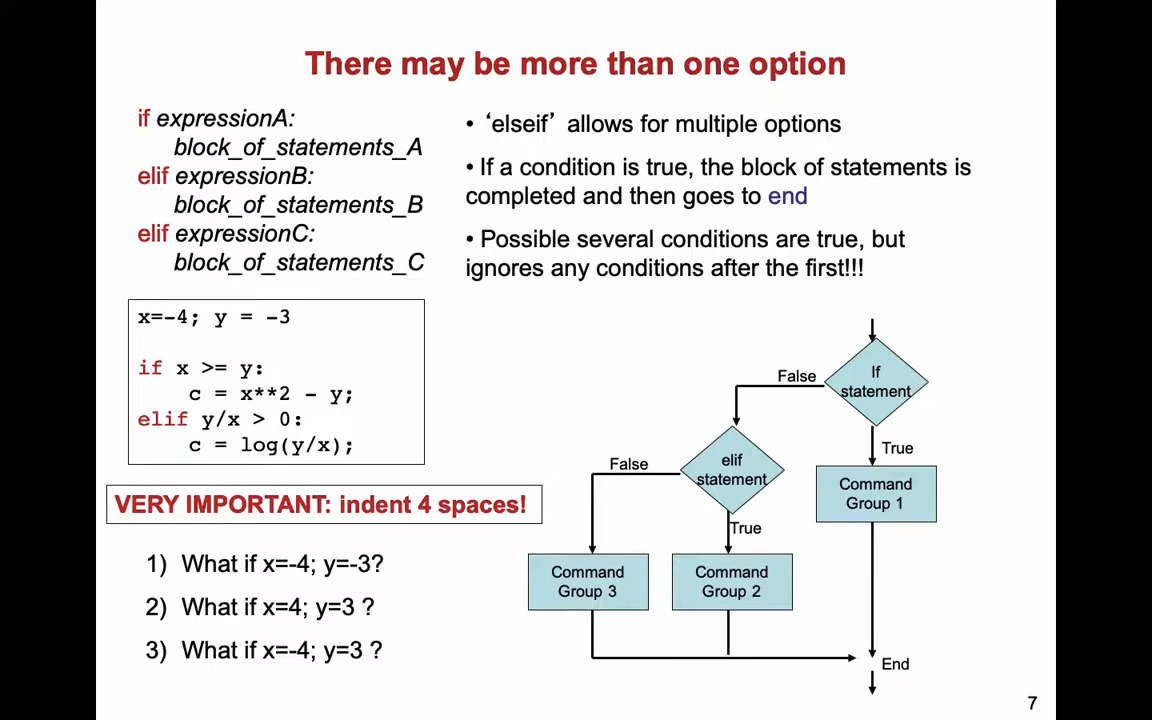 There may be more than one option
if expressionA:
block_of_statements_A
elif expressionB:
block_of_statements_B
elif expressionC:
block_of_statements_C
• ‘elseif’ allows for multiple options
• If a condition is true, the block of statements is
completed and then goes to end
• Possible several conditions are true, but
ignores any conditions after the first!!!
x=-4; y = -3
if x >= y:
c = x**2 - y;
elif y/x > 0:
c = log(y/x);
VERY IMPORTANT: indent 4 spaces!
1) What if x=-4; y=-3?
2) What if x=4; y=3 ?
3) What if x=-4; y=3 ?
If
statement
False
True
elif
statement
False
True
Command
Group 1
Command
Group 3
Command
Group 2
End
7